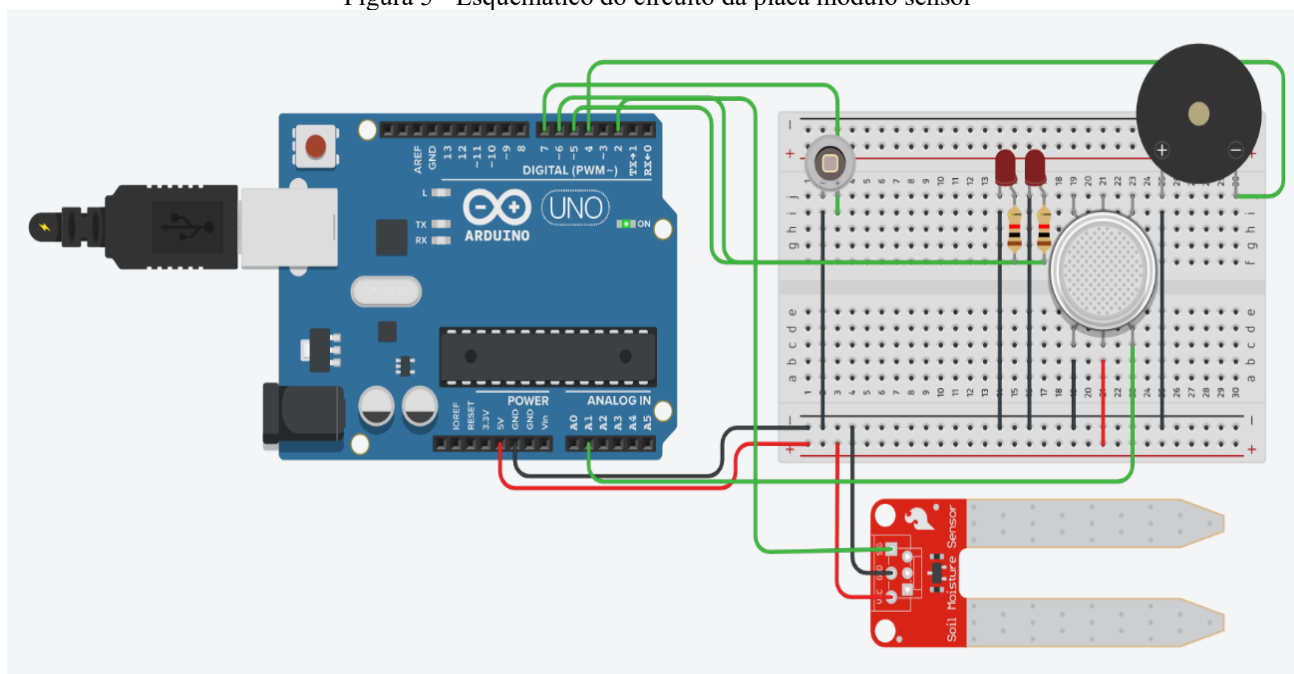 Figura 5 - Esquemático do circuito da placa módulo sensor
AREF
GND
13
12
~11
~10
~9
8
7
~6
~5
4
~3
2
TX→1
RX←0
DIGITAL (PWM~)
L
TX
RX
ARDUINO
UNO
ON
POWER
ANALOG IN
IOREF
RESET
3.3V
5V
GND
GND
Vin
A0
A1
A2
A3
A4
A5
Soil Moisture Sensor